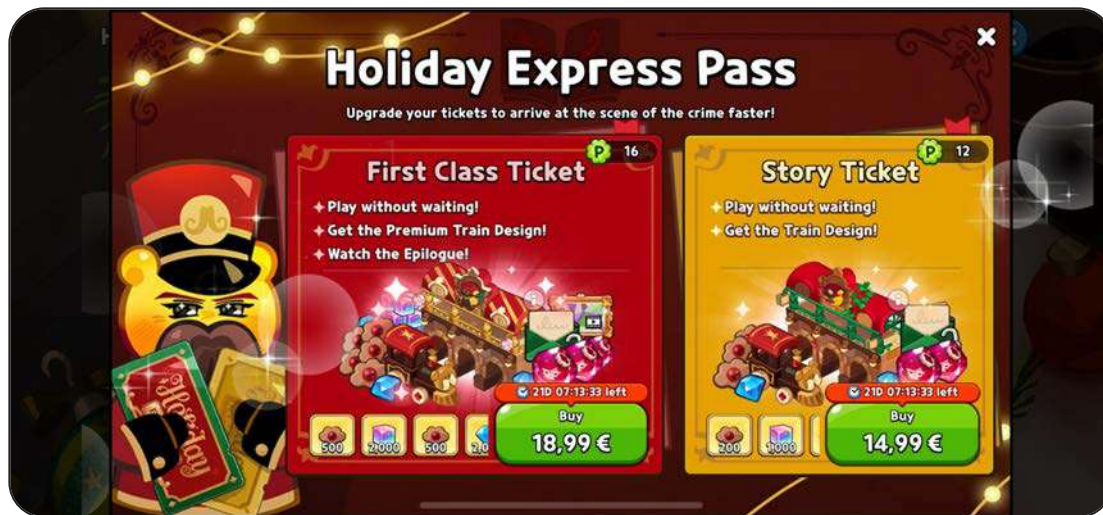 Holiday Express Pass
Upgrade your tickets to arrive at the scene of the crime faster!
P 16
First Class Ticket
Play without waiting!
Get the Premium Train Design!
Watch the Epilogue!
21D 07:13:33 left
500
2,000
500
Buy
18,99 €
P 12
Story Ticket
Play without waiting!
Get the Train Design!
21D 07:13:33 left
200
1,000
Buy
14,99 €
Holiday